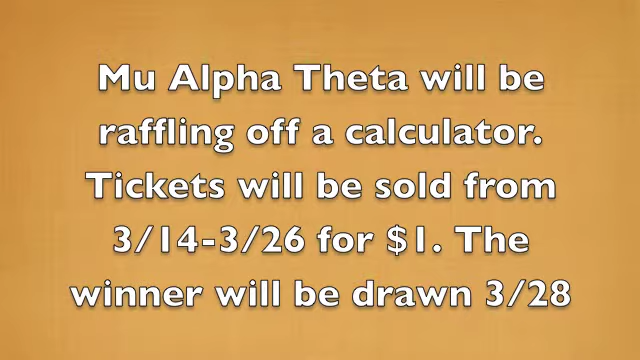 Mu Alpha Theta will be
raffling off a calculator.
Tickets will be sold from
3/14-3/26 for $1. The
winner will be drawn 3/28